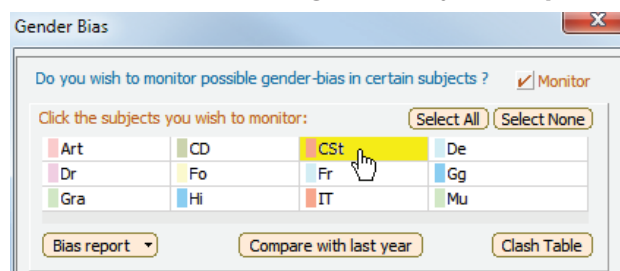 Gender Bias
Do you wish to monitor possible gender-bias in certain subjects ? Monitor
Click the subjects you wish to monitor: Select All Select None
Art CD CSt De
Dr Fo Fr Gg
Gra Hi IT Mu
Bias report Compare with last year Clash Table